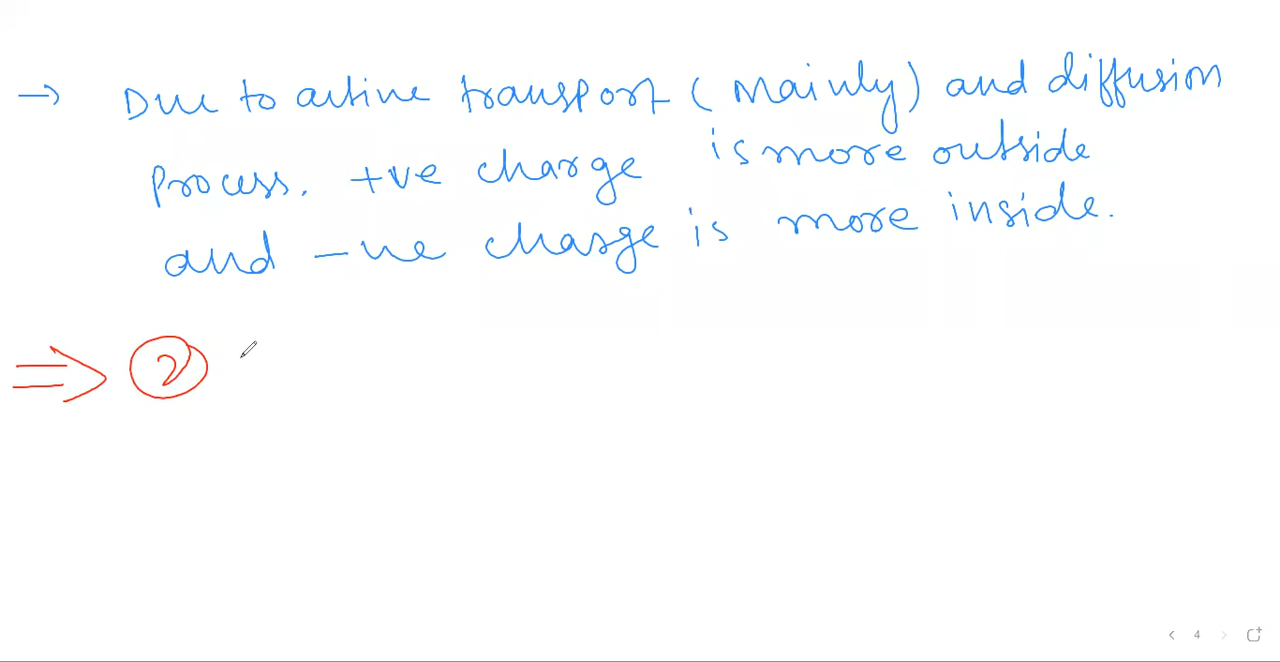 → Due to active transport (mainly) and diffusion
process. +ve charge is more outside
and -ve charge is more inside.
⇒ 2
4